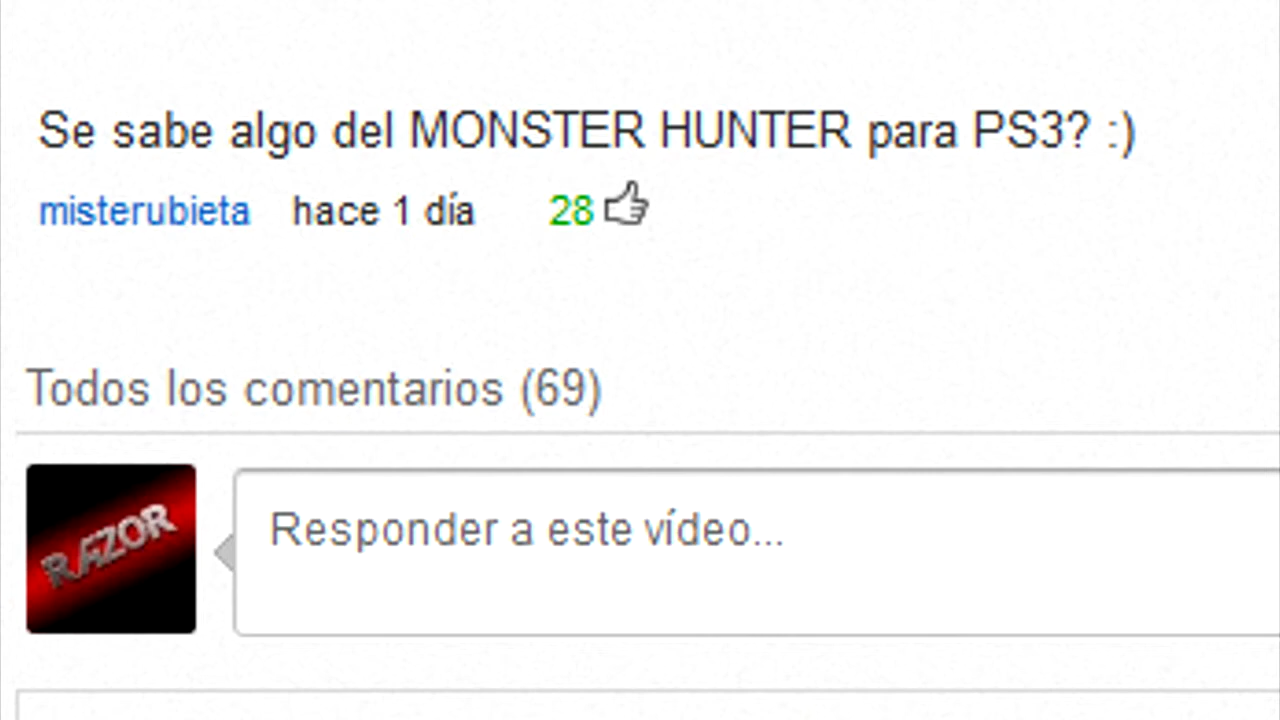 Se sabe algo del MONSTER HUNTER para PS3? :)
misterubieta hace 1 día 28
Todos los comentarios (69)
RAZOR
Responder a este vídeo...